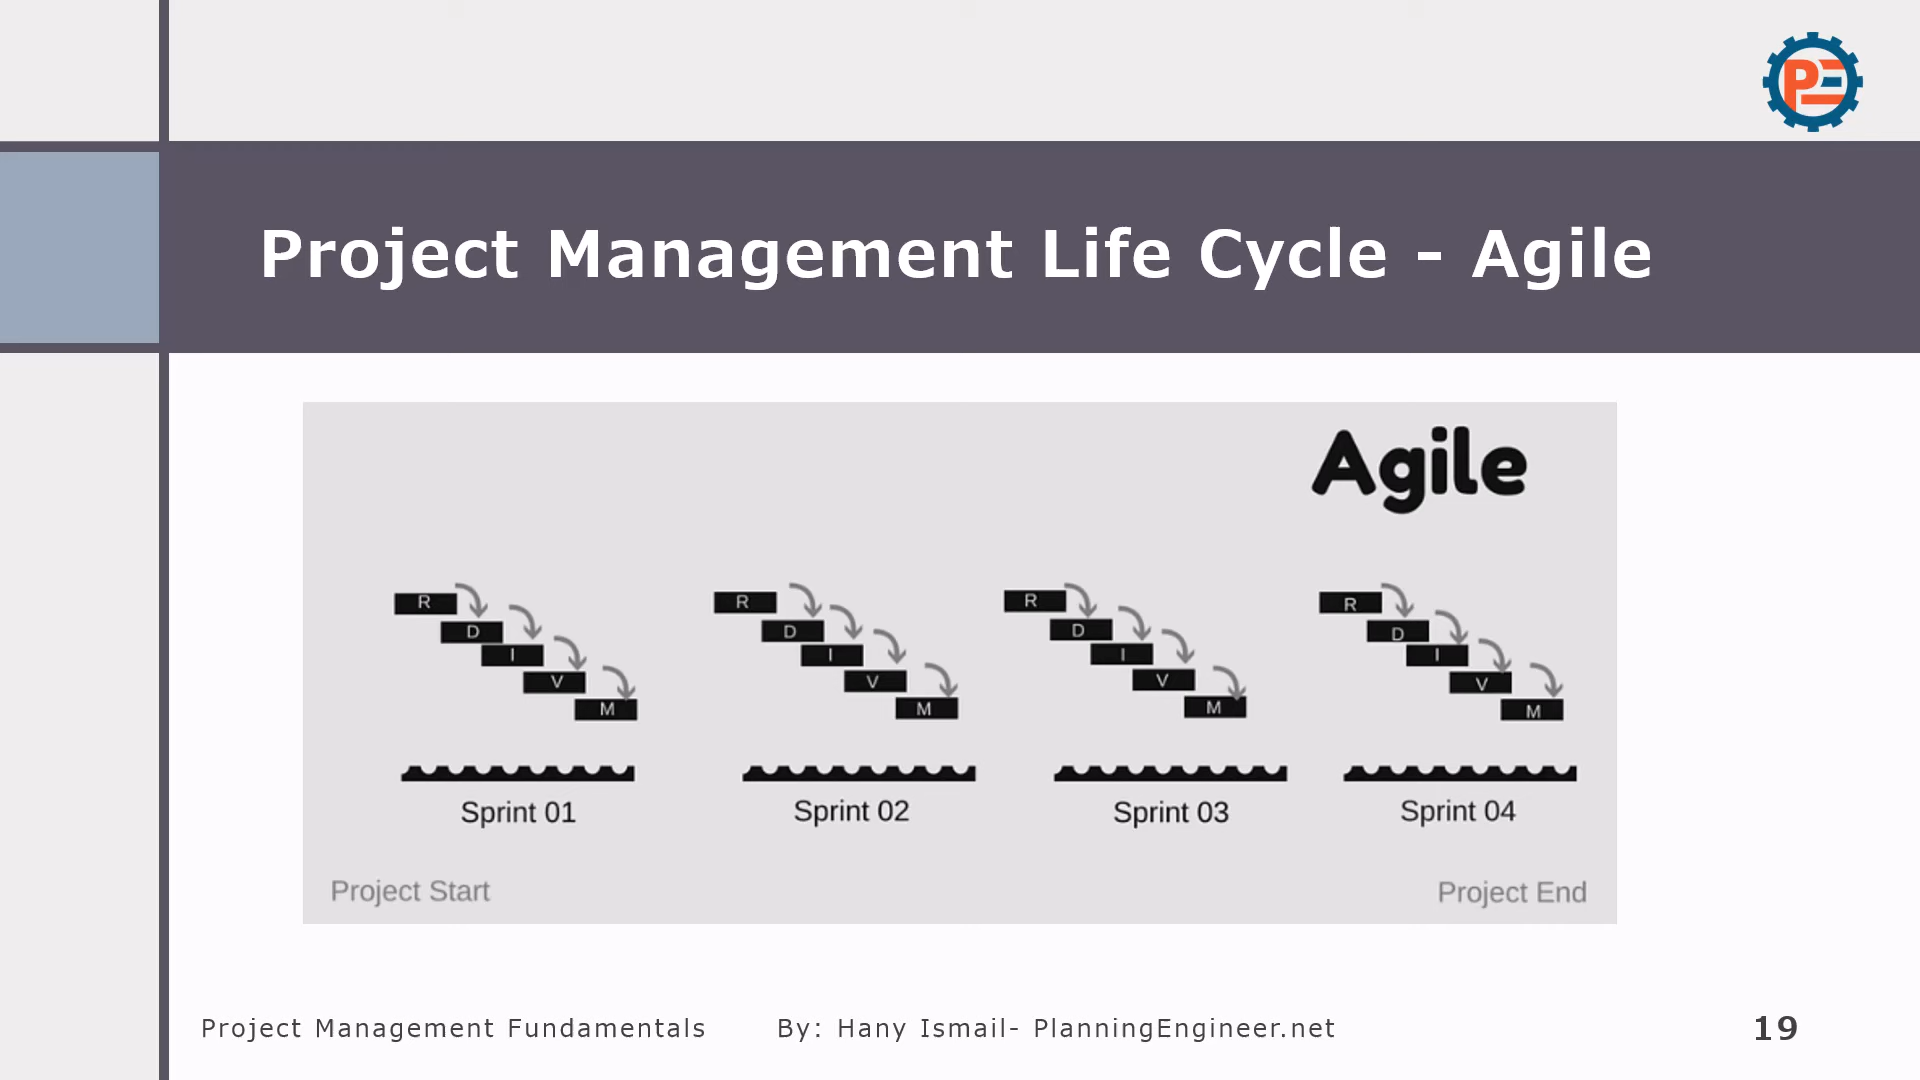 PE
Project Management Life Cycle - Agile
Agile
R
D
I
V
M
R
D
I
V
M
R
D
I
V
M
R
D
I
V
M
Sprint 01
Sprint 02
Sprint 03
Sprint 04
Project Start
Project End
Project Management Fundamentals
By: Hany Ismail- PlanningEngineer.net
19